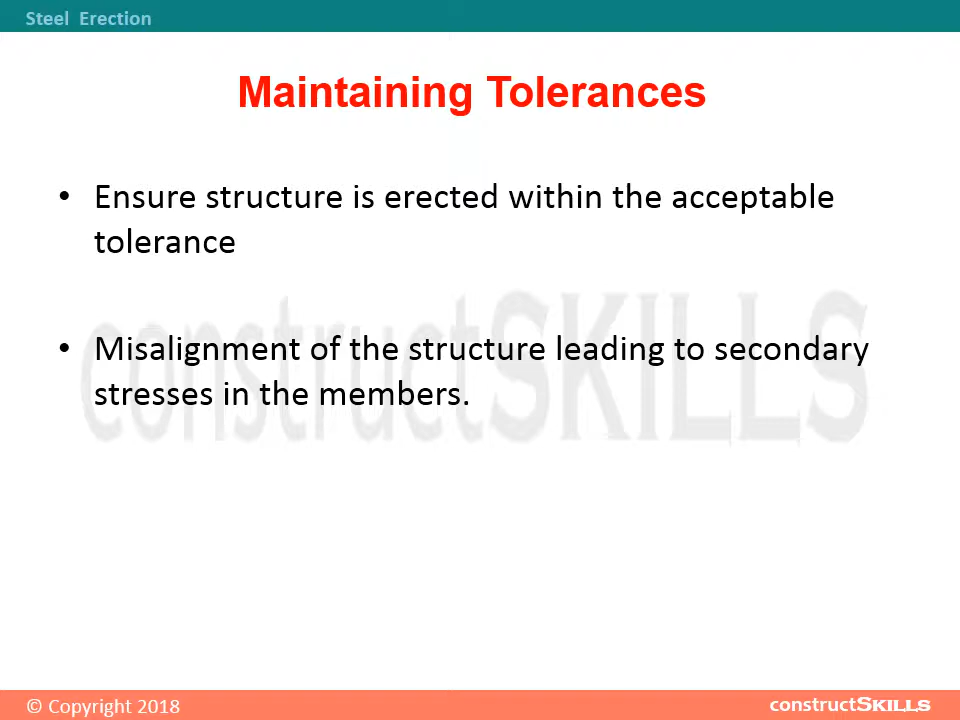 Steel Erection
Maintaining Tolerances
• Ensure structure is erected within the acceptable
tolerance
• Misalignment of the structure leading to secondary
stresses in the members.
constructSKILLS
© Copyright 2018
constructSKILLS